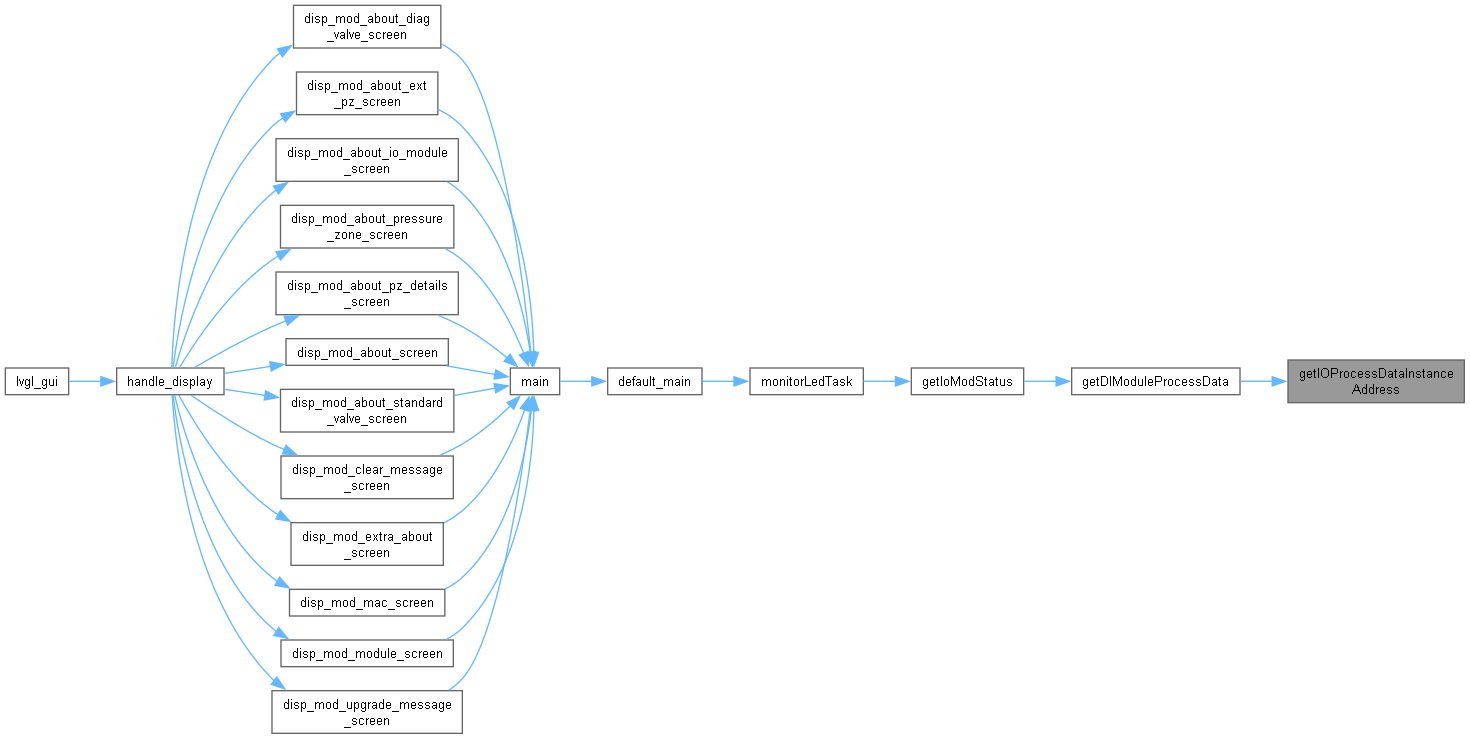 disp_mod_about_diag
_valve_screen
disp_mod_about_ext
_pz_screen
disp_mod_about_io_module
_screen
disp_mod_about_pressure
_zone_screen
disp_mod_about_pz_details
_screen
disp_mod_about_screen
lvgl_gui
handle_display
main
default_main
monitorLedTask
getIoModStatus
getDIModuleProcessData
getIOProcessDataInstance
Address
disp_mod_about_standard
_valve_screen
disp_mod_clear_message
_screen
disp_mod_extra_about
_screen
disp_mod_mac_screen
disp_mod_module_screen
disp_mod_upgrade_message
_screen